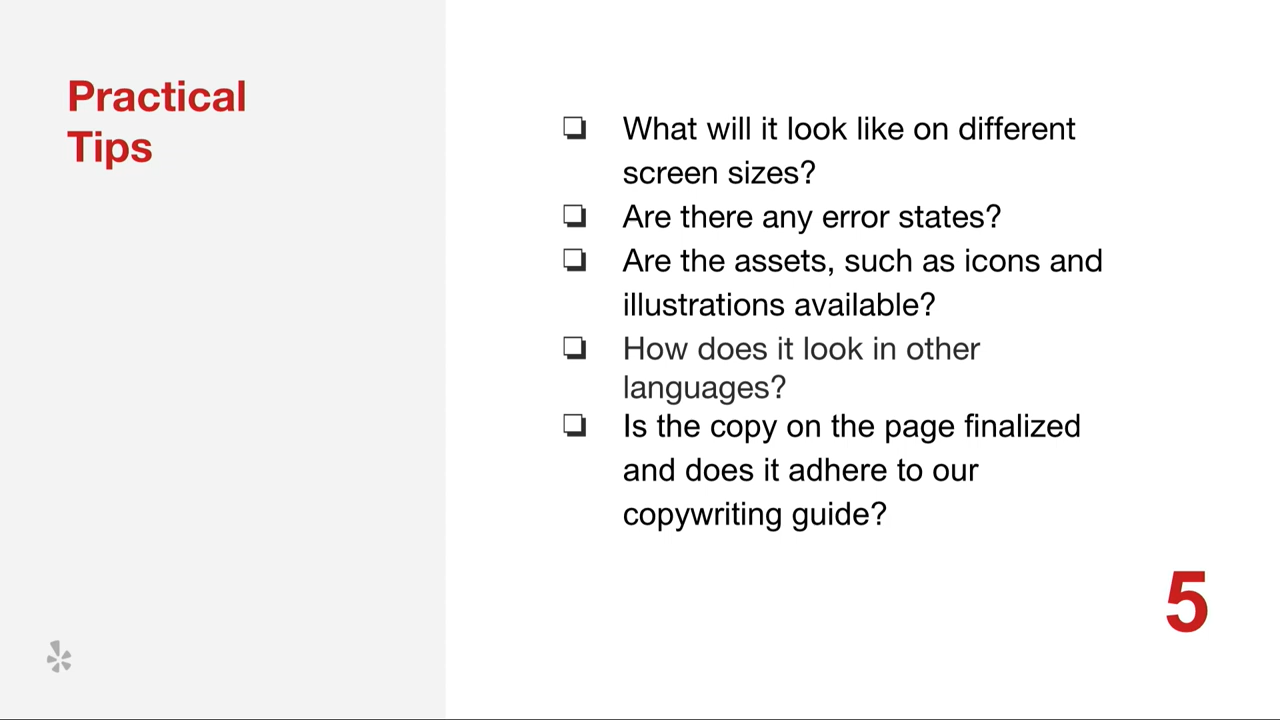 Practical
Tips
❏ What will it look like on different
screen sizes?
❏ Are there any error states?
❏ Are the assets, such as icons and
illustrations available?
❏ How does it look in other
languages?
❏ Is the copy on the page finalized
and does it adhere to our
copywriting guide?
5